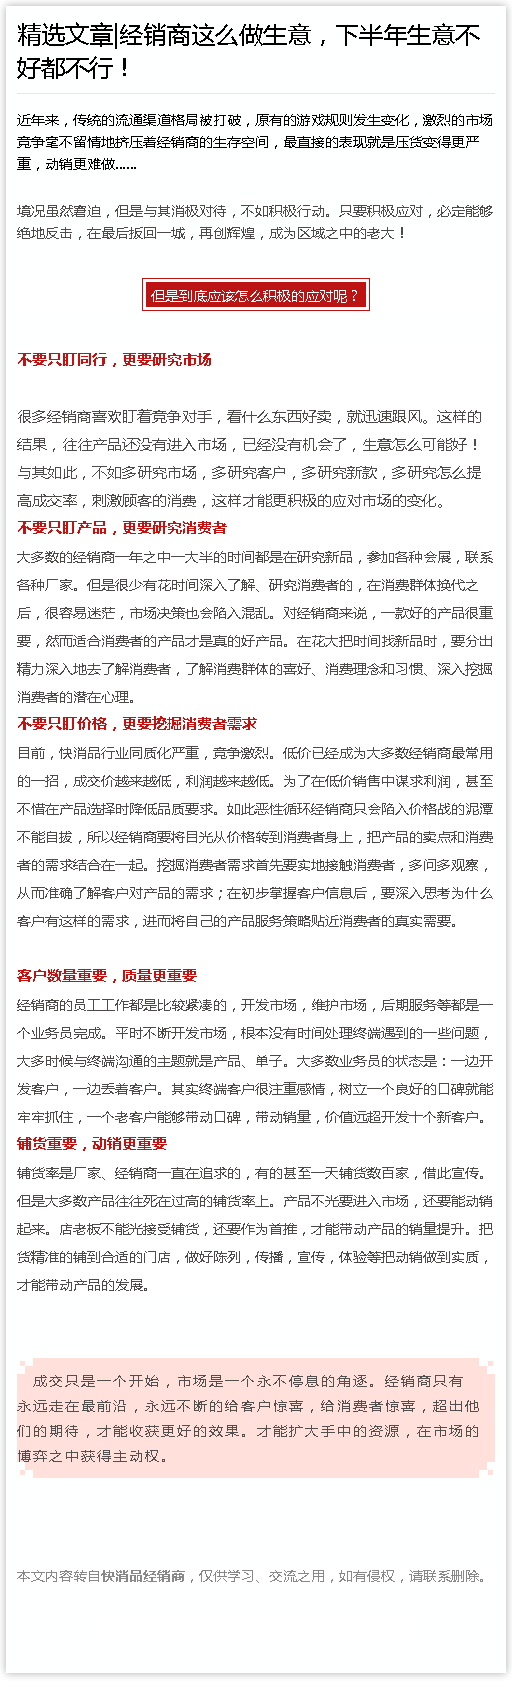 精选文章|经销商这么做生意，下半年生意不
好都不行！
近年来，传统的流通渠道格局被打破，原有的游戏规则发生变化，激烈的市场
竞争毫不留情地挤压着经销商的生存空间，最直接的表现就是压货变得更严
重，动销更难做……
境况虽然窘迫，但是与其消极对待，不如积极行动。只要积极应对，必定能够
绝地反击，在最后扳回一城，再创辉煌，成为区域之中的老大！
但是到底应该怎么积极的应对呢？
不要只盯同行，更要研究市场
很多经销商喜欢盯着竞争对手，看什么东西好卖，就迅速跟风。这样的
结果，往往产品还没有进入市场，已经没有机会了，生意怎么可能好！
与其如此，不如多研究市场，多研究客户，多研究新款，多研究怎么提
高成交率，刺激顾客的消费，这样才能更积极的应对市场的变化。
不要只盯产品，更要研究消费者
大多数的经销商一年之中一大半的时间都是在研究新品，参加各种会展，联系
各种厂家。但是很少有花时间深入了解、研究消费者的，在消费群体换代之
后，很容易迷茫，市场决策也会陷入混乱。对经销商来说，一款好的产品很重
要，然而适合消费者的产品才是真的好产品。在花大把时间找新品时，要分出
精力深入地去了解消费者，了解消费群体的喜好、消费理念和习惯、深入挖掘
消费者的潜在心理。
不要只盯价格，更要挖掘消费者需求
目前，快消品行业同质化严重，竞争激烈。低价已经成为大多数经销商最常用
的一招，成交价越来越低，利润越来越低。为了在低价销售中谋求利润，甚至
不惜在产品选择时降低品质要求。如此恶性循环经销商只会陷入价格战的泥潭
不能自拔，所以经销商要将目光从价格转到消费者身上，把产品的卖点和消费
者的需求结合在一起。挖掘消费者需求首先要实地接触消费者，多问多观察，
从而准确了解客户对产品的需求；在初步掌握客户信息后，要深入思考为什么
客户有这样的需求，进而将自己的产品服务策略贴近消费者的真实需要。
客户数量重要，质量更重要
经销商的员工工作都是比较紧凑的，开发市场，维护市场，后期服务等都是一
个业务员完成。平时不断开发市场，根本没有时间处理终端遇到的一些问题，
大多时候与终端沟通的主题就是产品、单子。大多数业务员的状态是：一边开
发客户，一边丢着客户。其实终端客户很注重感情，树立一个良好的口碑就能
牢牢抓住，一个老客户能够带动口碑，带动销量，价值远超开发十个新客户。
铺货重要，动销更重要
铺货率是厂家、经销商一直在追求的，有的甚至一天铺货数百家，借此宣传。
但是大多数产品往往死在过高的铺货率上。产品不光要进入市场，还要能动销
起来。店老板不能光接受铺货，还要作为首推，才能带动产品的销量提升。把
货精准的铺到合适的门店，做好陈列，传播，宣传，体验等把动销做到实质，
才能带动产品的发展。
成交只是一个开始，市场是一个永不停息的角逐。经销商只有
永远走在最前沿，永远不断的给客户惊喜，给消费者惊喜，超出他
们的期待，才能收获更好的效果。才能扩大手中的资源，在市场的
博弈之中获得主动权。
本文内容转自快消品经销商，仅供学习、交流之用，如有侵权，请联系删除。